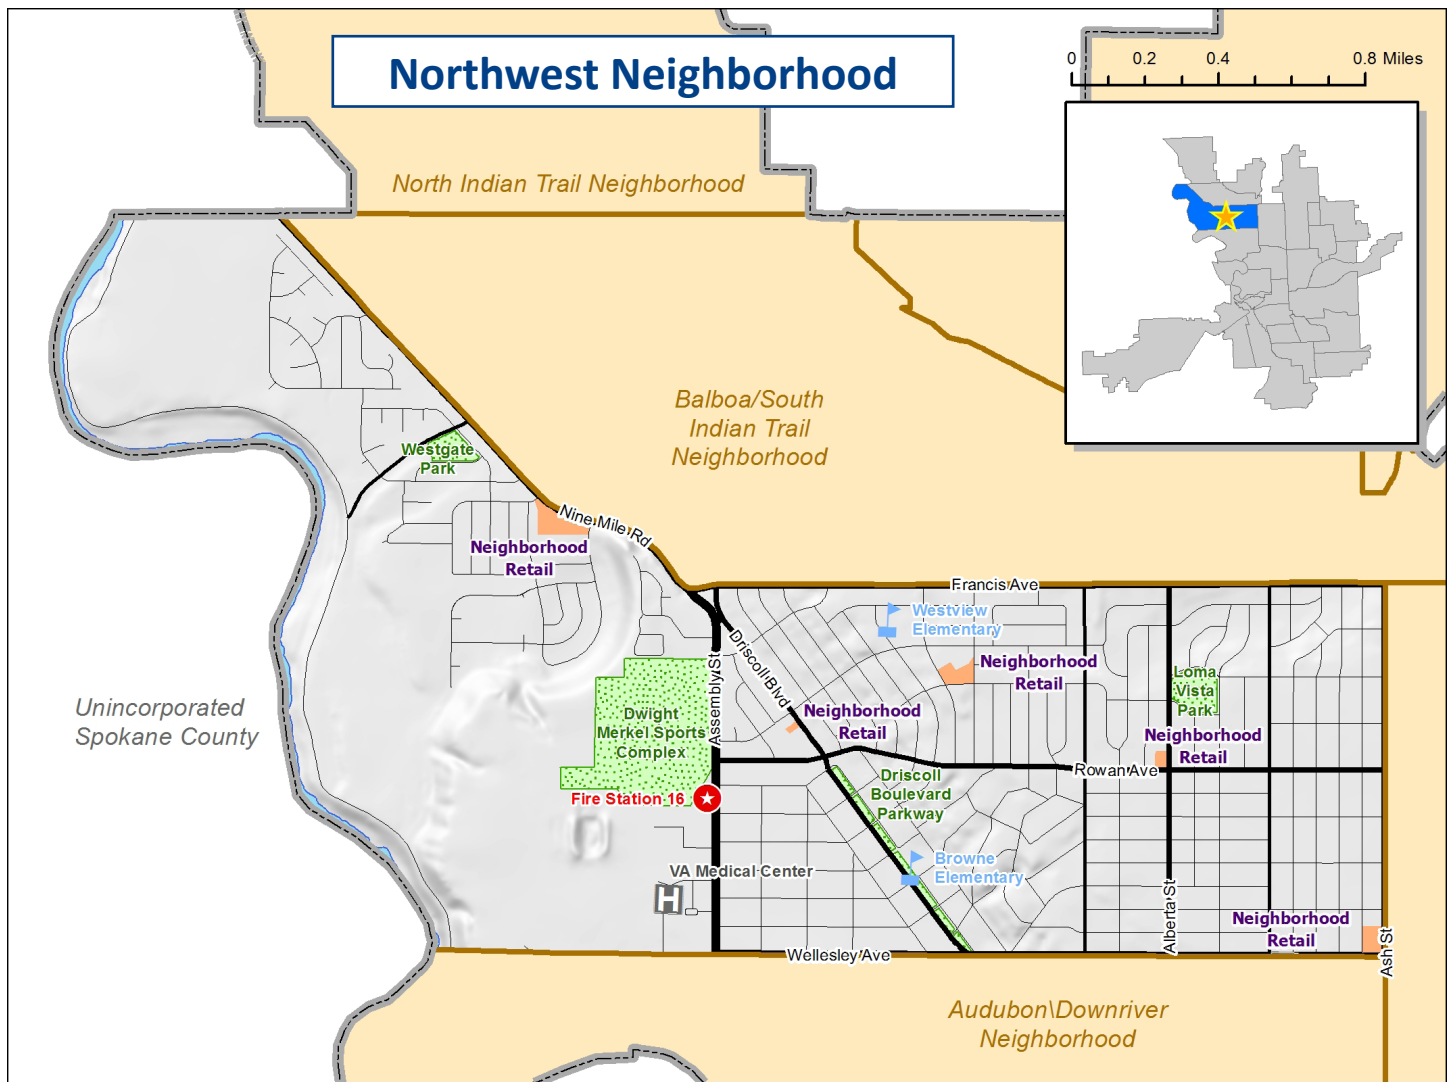 Northwest Neighborhood
0 0.2 0.4 0.8 Miles
North Indian Trail Neighborhood
Balboa/South
Indian Trail
Neighborhood
Westgate
Park
Nine Mile Rd
Neighborhood
Retail
Francis Ave
Westview
Elementary
Driscoll Blvd
Assembly St
Neighborhood
Retail
Loma
Vista
Park
Unincorporated
Spokane County
Dwight
Merkel Sports
Complex
Neighborhood
Retail
Neighborhood
Retail
Rowan Ave
Driscoll
Boulevard
Parkway
Fire Station 16
Browne
Elementary
VA Medical Center
H
Alberta St
Neighborhood
Retail
Ash St
Wellesley Ave
Audubon\Downriver
Neighborhood